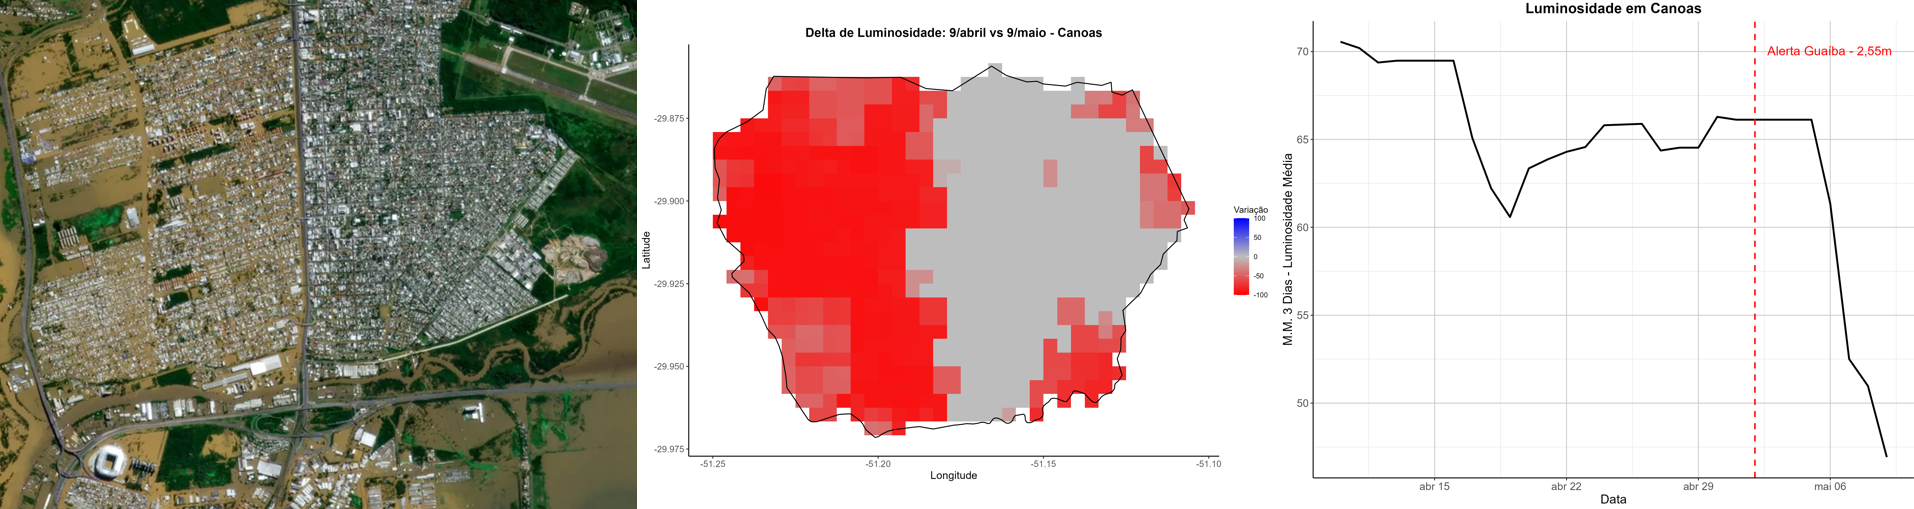 Delta de Luminosidade: 9/abril vs 9/maio - Canoas
Latitude
-29.875
-29.900
-29.925
-29.950
-29.975
-51.25
-51.20
-51.15
-51.10
Longitude
Variação
100
50
0
-50
-100
Luminosidade em Canoas
M.M. 3 Dias - Luminosidade Média
70
65
60
55
50
Alerta Guaíba - 2,55m
abr 15
abr 22
abr 29
mai 06
Data